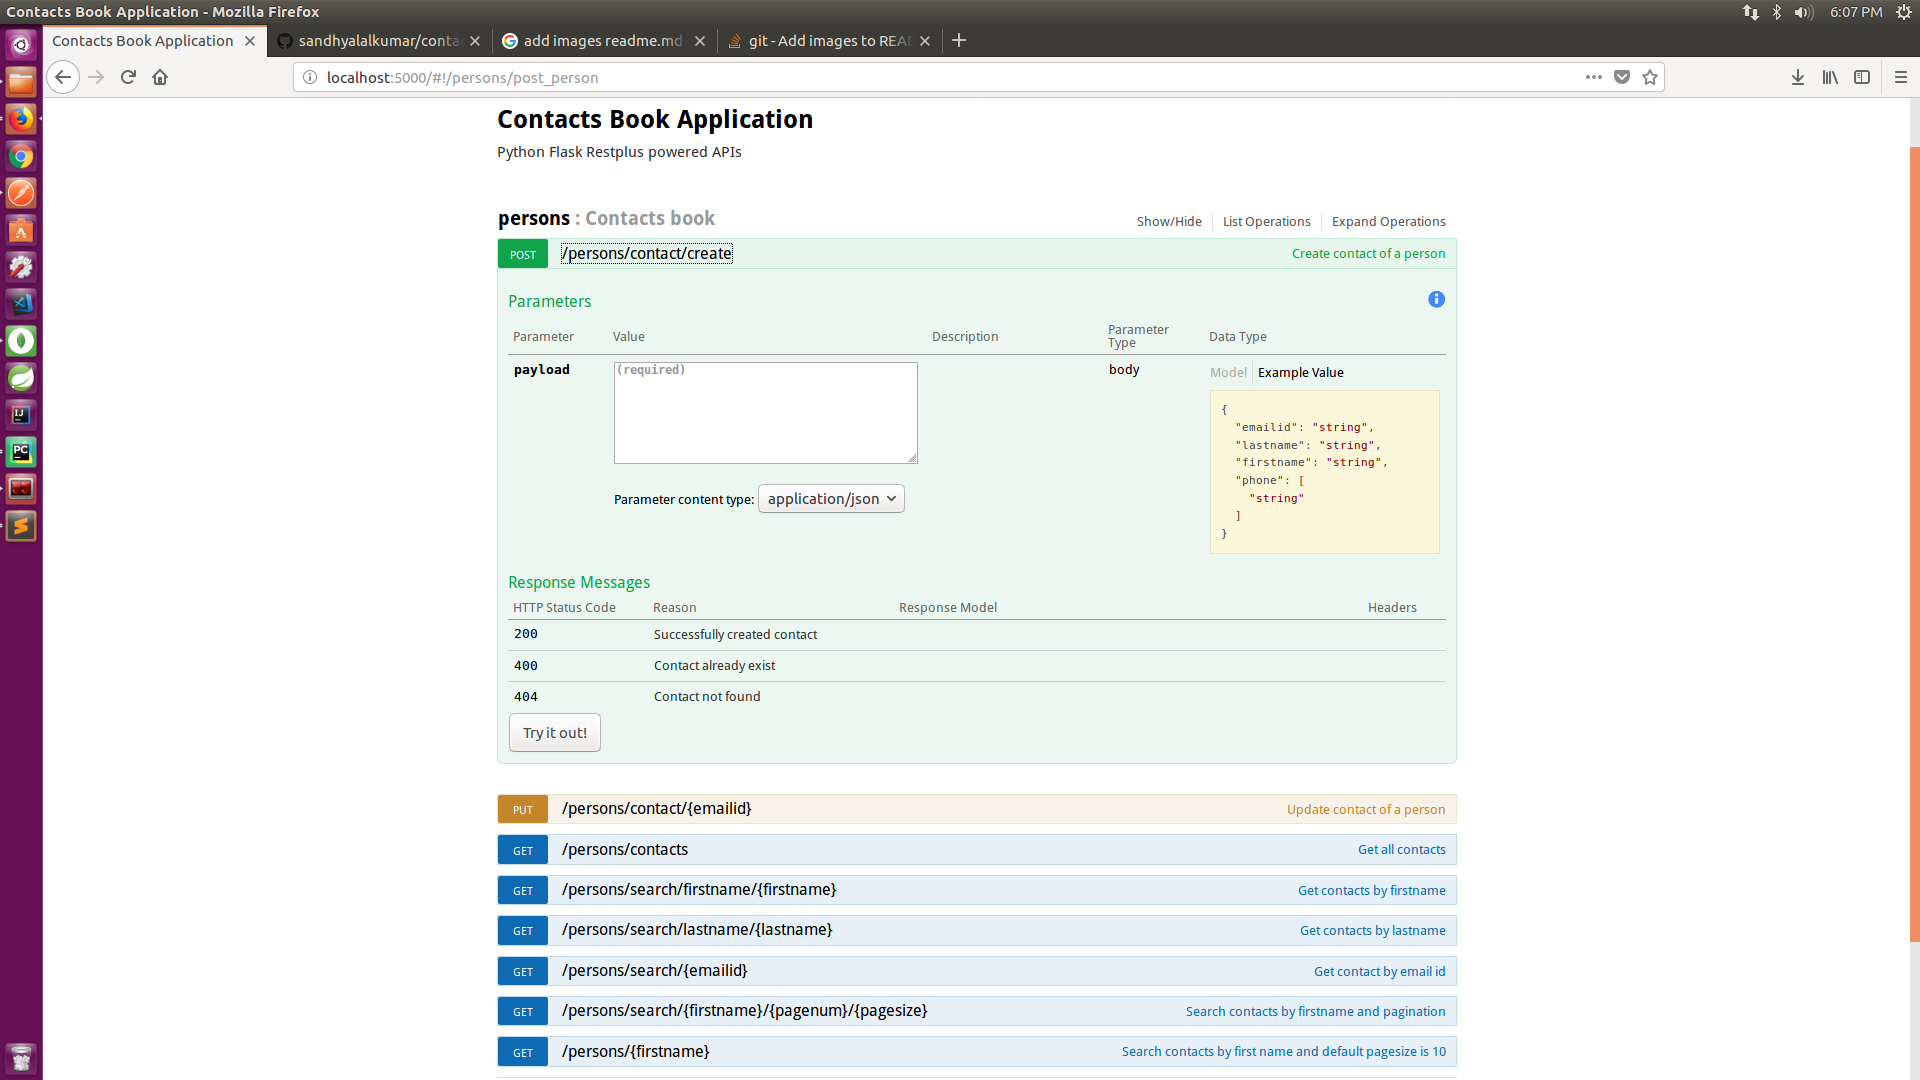 Contacts Book Application - Mozilla Firefox
6:07 PM
Contacts Book Application
sandhyalalkumar/conta
add images readme.md
git - Add images to REA
localhost:5000/#!/persons/post_person
Contacts Book Application
Python Flask Restplus powered APIs
persons : Contacts book
Show/Hide
List Operations
Expand Operations
POST /persons/contact/create Create contact of a person
Parameters
Parameter Value Description Parameter Type Data Type
payload (required) body Model Example Value
{
"emailid": "string",
"lastname": "string",
"firstname": "string",
"phone": [
"string"
]
}
Parameter content type: application/json
Response Messages
HTTP Status Code Reason Response Model Headers
200 Successfully created contact
400 Contact already exist
404 Contact not found
Try it out!
PUT /persons/contact/{emailid} Update contact of a person
GET /persons/contacts Get all contacts
GET /persons/search/firstname/{firstname} Get contacts by firstname
GET /persons/search/lastname/{lastname} Get contacts by lastname
GET /persons/search/{emailid} Get contact by email id
GET /persons/search/{firstname}/{pagenum}/{pagesize} Search contacts by firstname and pagination
GET /persons/{firstname} Search contacts by first name and default pagesize is 10